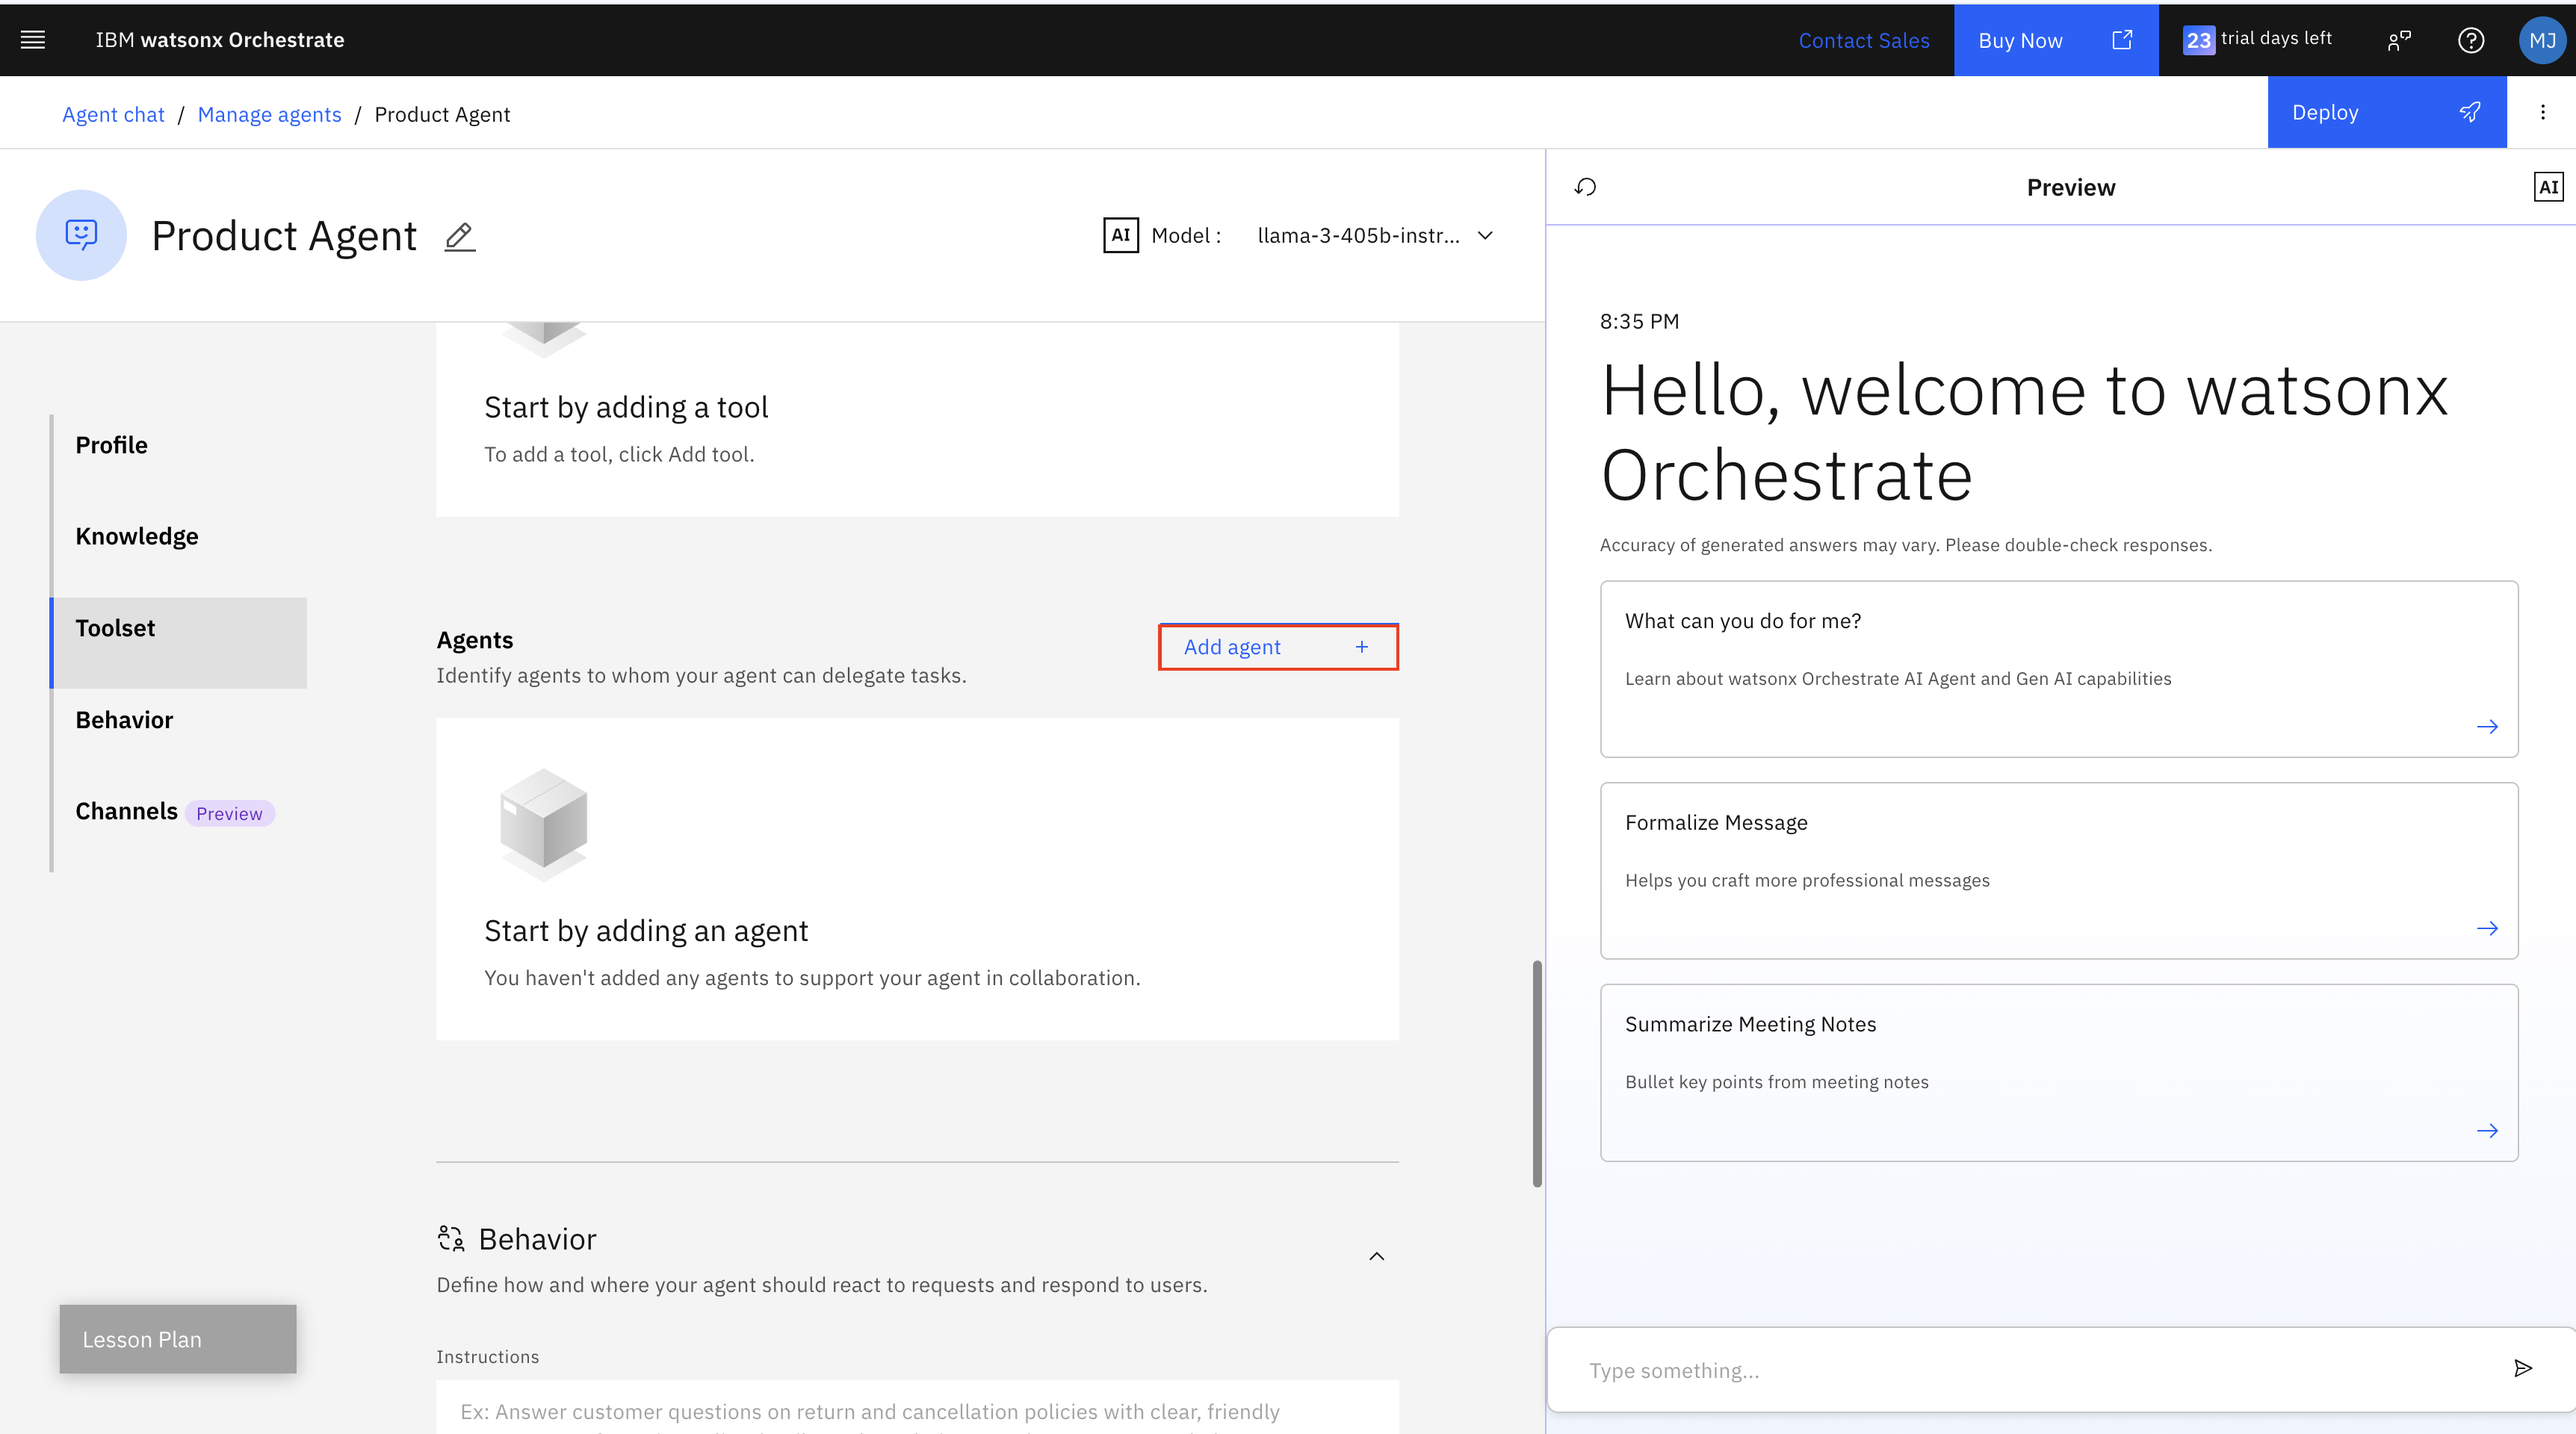 IBM watsonx Orchestrate
Contact Sales
Buy Now
23 trial days left
MJ
Agent chat / Manage agents / Product Agent
Deploy
Product Agent
AI Model : llama-3-405b-instr...
Profile
Knowledge
Toolset
Behavior
Channels Preview
Lesson Plan
Start by adding a tool
To add a tool, click Add tool.
Agents
Identify agents to whom your agent can delegate tasks.
Add agent +
Start by adding an agent
You haven't added any agents to support your agent in collaboration.
Behavior
Define how and where your agent should react to requests and respond to users.
Instructions
Ex: Answer customer questions on return and cancellation policies with clear, friendly
Preview
AI
8:35 PM
Hello, welcome to watsonx
Orchestrate
Accuracy of generated answers may vary. Please double-check responses.
What can you do for me?
Learn about watsonx Orchestrate AI Agent and Gen AI capabilities
Formalize Message
Helps you craft more professional messages
Summarize Meeting Notes
Bullet key points from meeting notes
Type something...